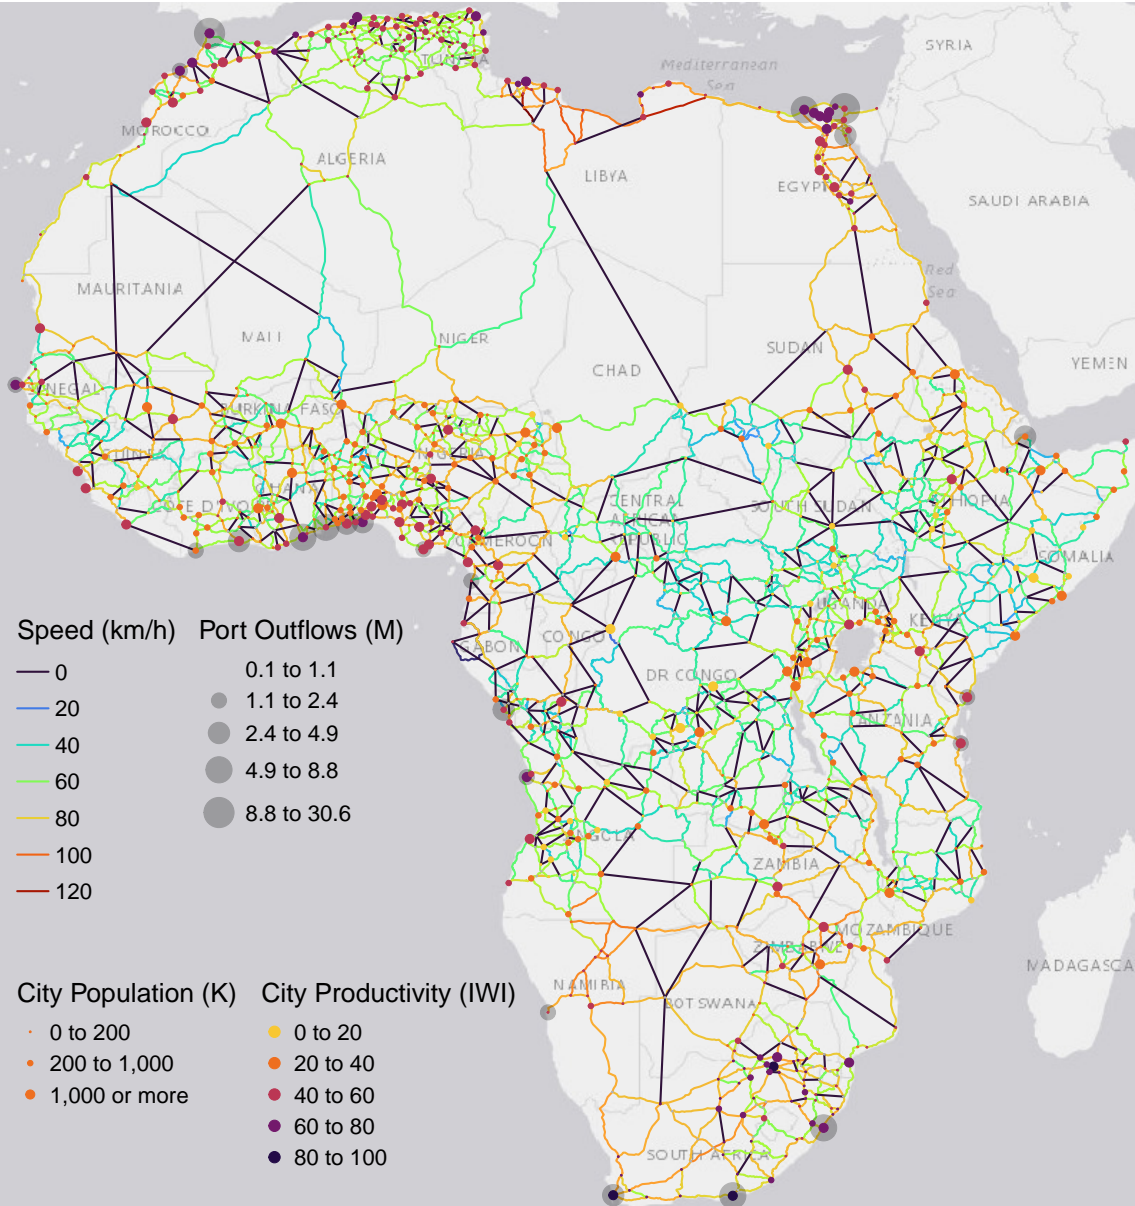 SYRIA
Mediterranean
Sea
TUNISIA
MOROCCO
ALGERIA
LIBYA
EGYPT
SAUDI ARABIA
Red
Sea
MAURITANIA
MALI
NIGER
SUDAN
CHAD
YEMEN
SENEGAL
BURKINA FASO
GUINEA
NIGERIA
GHANA
COTE D'IVOIRE
CENTRAL
AFRICAN
REPUBLIC
SOUTH SUDAN
ETHIOPIA
CAMEROON
SOMALIA
UGANDA
KENYA
GABON
CONGO
DR CONGO
TANZANIA
ANGOLA
ZAMBIA
MOZAMBIQUE
ZIMBABWE
NAMIBIA
BOTSWANA
MADAGASCA
SOUTH AFRICA
Speed (km/h)
0
20
40
60
80
100
120
Port Outflows (M)
0.1 to 1.1
1.1 to 2.4
2.4 to 4.9
4.9 to 8.8
8.8 to 30.6
City Population (K)
0 to 200
200 to 1,000
1,000 or more
City Productivity (IWI)
0 to 20
20 to 40
40 to 60
60 to 80
80 to 100